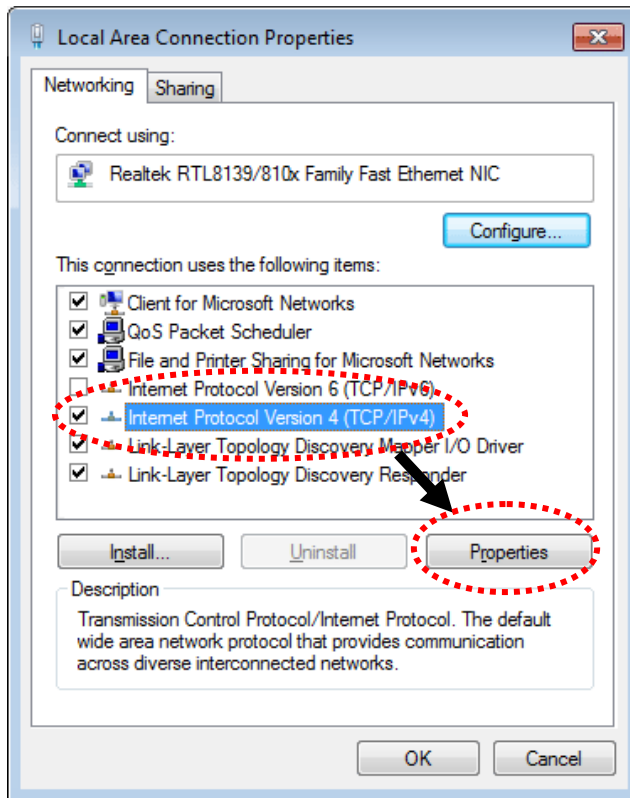 Local Area Connection Properties
Networking
Sharing
Connect using:
Realtek RTL8139/810x Family Fast Ethernet NIC
Configure...
This connection uses the following items:
Client for Microsoft Networks
QoS Packet Scheduler
File and Printer Sharing for Microsoft Networks
Internet Protocol Version 6 (TCP/IPv6)
Internet Protocol Version 4 (TCP/IPv4)
Link-Layer Topology Discovery Mapper I/O Driver
Link-Layer Topology Discovery Responder
Install...
Uninstall
Properties
Description
Transmission Control Protocol/Internet Protocol. The default
wide area network protocol that provides communication
across diverse interconnected networks.
OK
Cancel